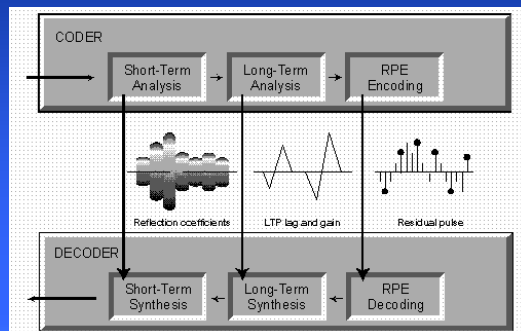 CODER
Short-Term
Analysis
Long-Term
Analysis
RPE
Encoding
Reflection coefficients
LTP lag and gain
Residual pulse
DECODER
Short-Term
Synthesis
Long-Term
Synthesis
RPE
Decoding